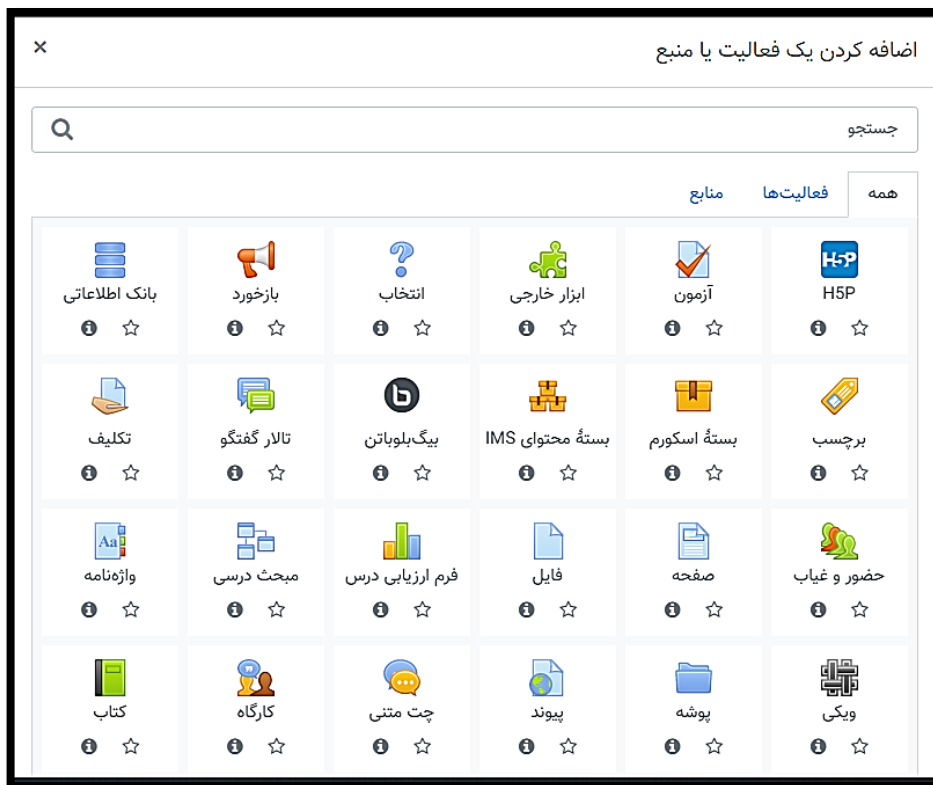 اضافه کردن یک فعالیت یا منبع ×
جستجو
همه فعالیت‌ها منابع
H5P آزمون ابزار خارجی انتخاب بازخورد بانک اطلاعاتی
برچسب بستهٔ اسکورم بستهٔ محتوای IMS بیگ‌بلوباتن تالار گفتگو تکلیف
حضور و غیاب صفحه فایل فرم ارزیابی درس مبحث درسی واژه‌نامه
ویکی پوشه پیوند چت متنی کارگاه کتاب